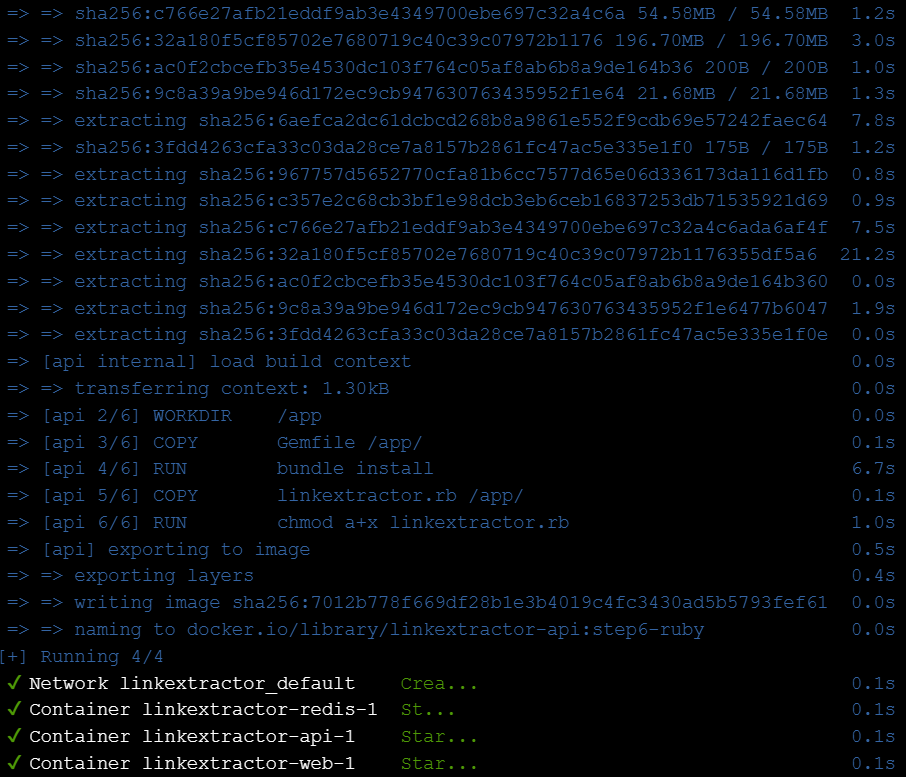 => => sha256:c766e27afb21eddf9ab3e4349700ebe697c32a4c6a 54.58MB / 54.58MB 1.2s
=> => sha256:32a180f5cf85702e7680719c40c39c07972b1176 196.70MB / 196.70MB 3.0s
=> => sha256:ac0f2cbcefb35e4530dc103f764c05af8ab6b8a9de164b36 200B / 200B 1.0s
=> => sha256:9c8a39a9be946d172ec9cb947630763435952f1e64 21.68MB / 21.68MB 1.3s
=> => extracting sha256:6aefca2dc61dcbcd268b8a9861e552f9cdb69e57242faec64 7.8s
=> => sha256:3fdd4263cfa33c03da28ce7a8157b2861fc47ac5e335e1f0 175B / 175B 1.2s
=> => extracting sha256:967757d5652770cfa81b6cc7577d65e06d336173da116d1fb 0.8s
=> => extracting sha256:c357e2c68cb3bf1e98dcb3eb6ceb16837253db71535921d69 0.9s
=> => extracting sha256:c766e27afb21eddf9ab3e4349700ebe697c32a4c6ada6af4f 7.5s
=> => extracting sha256:32a180f5cf85702e7680719c40c39c07972b1176355df5a6 21.2s
=> => extracting sha256:ac0f2cbcefb35e4530dc103f764c05af8ab6b8a9de164b360 0.0s
=> => extracting sha256:9c8a39a9be946d172ec9cb947630763435952f1e6477b6047 1.9s
=> => extracting sha256:3fdd4263cfa33c03da28ce7a8157b2861fc47ac5e335e1f0e 0.0s
=> [api internal] load build context 0.0s
=> => transferring context: 1.30kB 0.0s
=> [api 2/6] WORKDIR /app 0.0s
=> [api 3/6] COPY Gemfile /app/ 0.1s
=> [api 4/6] RUN bundle install 6.7s
=> [api 5/6] COPY linkextractor.rb /app/ 0.1s
=> [api 6/6] RUN chmod a+x linkextractor.rb 1.0s
=> [api] exporting to image 0.5s
=> => exporting layers 0.4s
=> => writing image sha256:7012b778f669df28b1e3b4019c4fc3430ad5b5793fef61 0.0s
=> => naming to docker.io/library/linkextractor-api:step6-ruby 0.0s
[+] Running 4/4
✓ Network linkextractor_default Crea... 0.1s
✓ Container linkextractor-redis-1 St... 0.1s
✓ Container linkextractor-api-1 Star... 0.1s
✓ Container linkextractor-web-1 Star... 0.1s